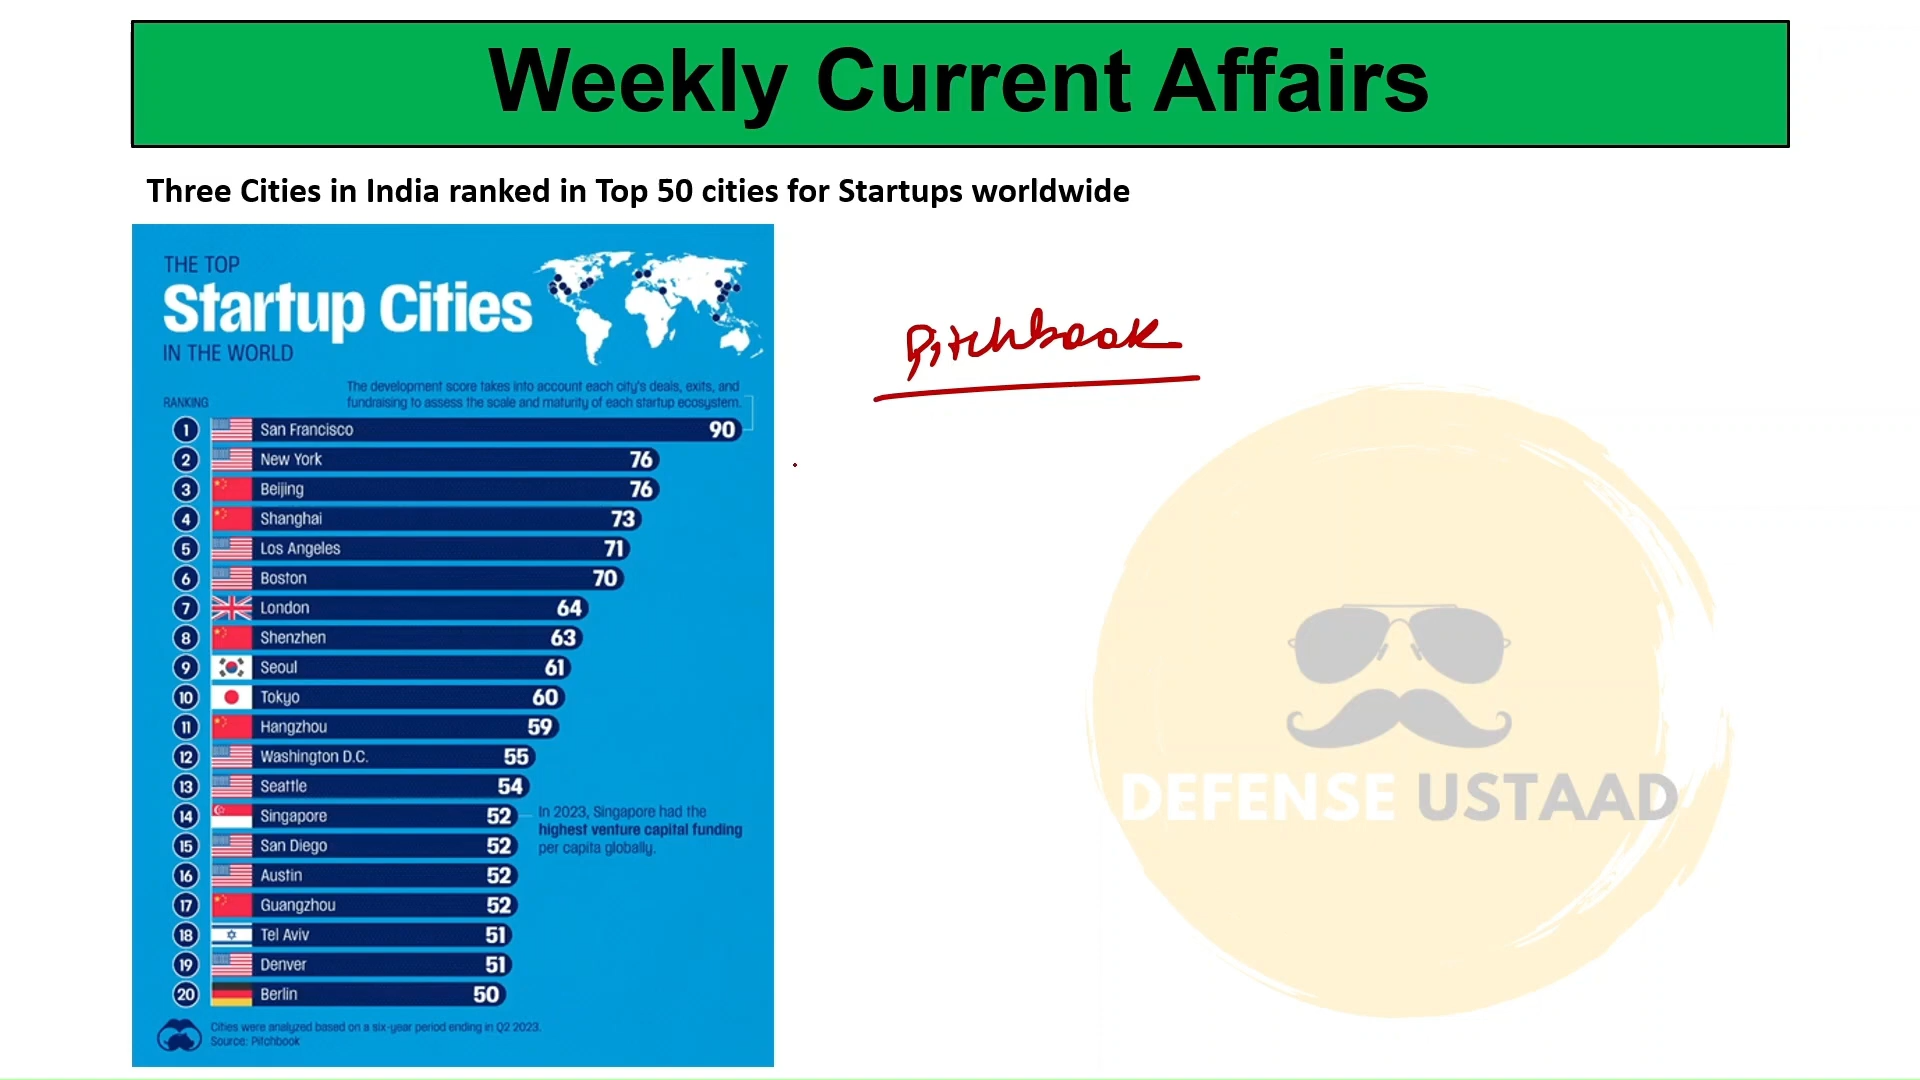 Weekly Current Affairs
Three Cities in India ranked in Top 50 cities for Startups worldwide
THE TOP
Startup Cities
IN THE WORLD
The development score takes into account each city's deals, exits, and
fundraising to assess the scale and maturity of each startup ecosystem.
RANKING
1 San Francisco 90
2 New York 76
3 Beijing 76
4 Shanghai 73
5 Los Angeles 71
6 Boston 70
7 London 64
8 Shenzhen 63
9 Seoul 61
10 Tokyo 60
11 Hangzhou 59
12 Washington D.C. 55
13 Seattle 54
14 Singapore 52
In 2023, Singapore had the
highest venture capital funding
per capita globally.
15 San Diego 52
16 Austin 52
17 Guangzhou 52
18 Tel Aviv 51
19 Denver 51
20 Berlin 50
Cities were analyzed based on a six-year period ending in Q2 2023.
Source: Pitchbook
Pitchbook
DEFENSE USTAAD